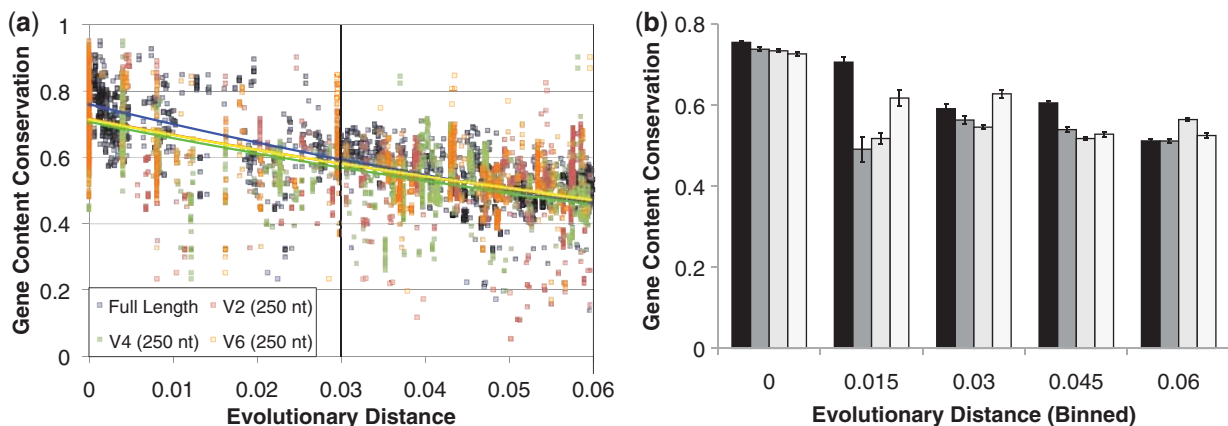 (a)
Gene Content Conservation
1
0.8
0.6
0.4
0.2
0
Full Length
V2 (250 nt)
V4 (250 nt)
V6 (250 nt)
0 0.01 0.02 0.03 0.04 0.05 0.06
Evolutionary Distance
(b)
Gene Content Conservation
0.8
0.6
0.4
0.2
0
0 0.015 0.03 0.045 0.06
Evolutionary Distance (Binned)